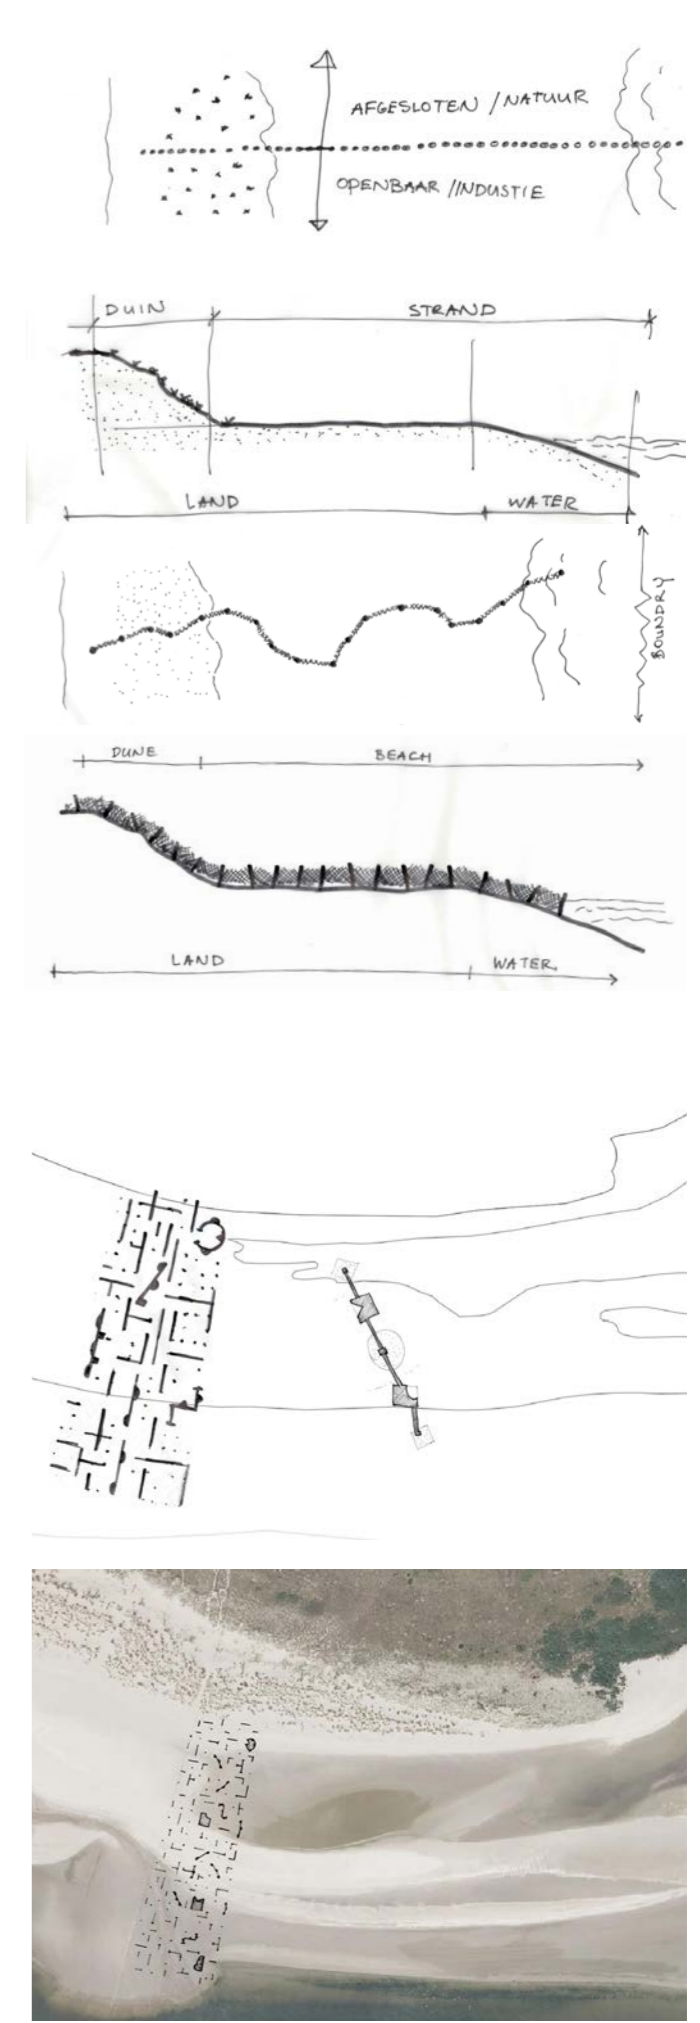 AFGESLOTEN / NATUUR
OPENBAAR /INDUSTIE
DUIN STRAND
LAND WATER
BOUNDRY
DUNE BEACH
LAND WATER